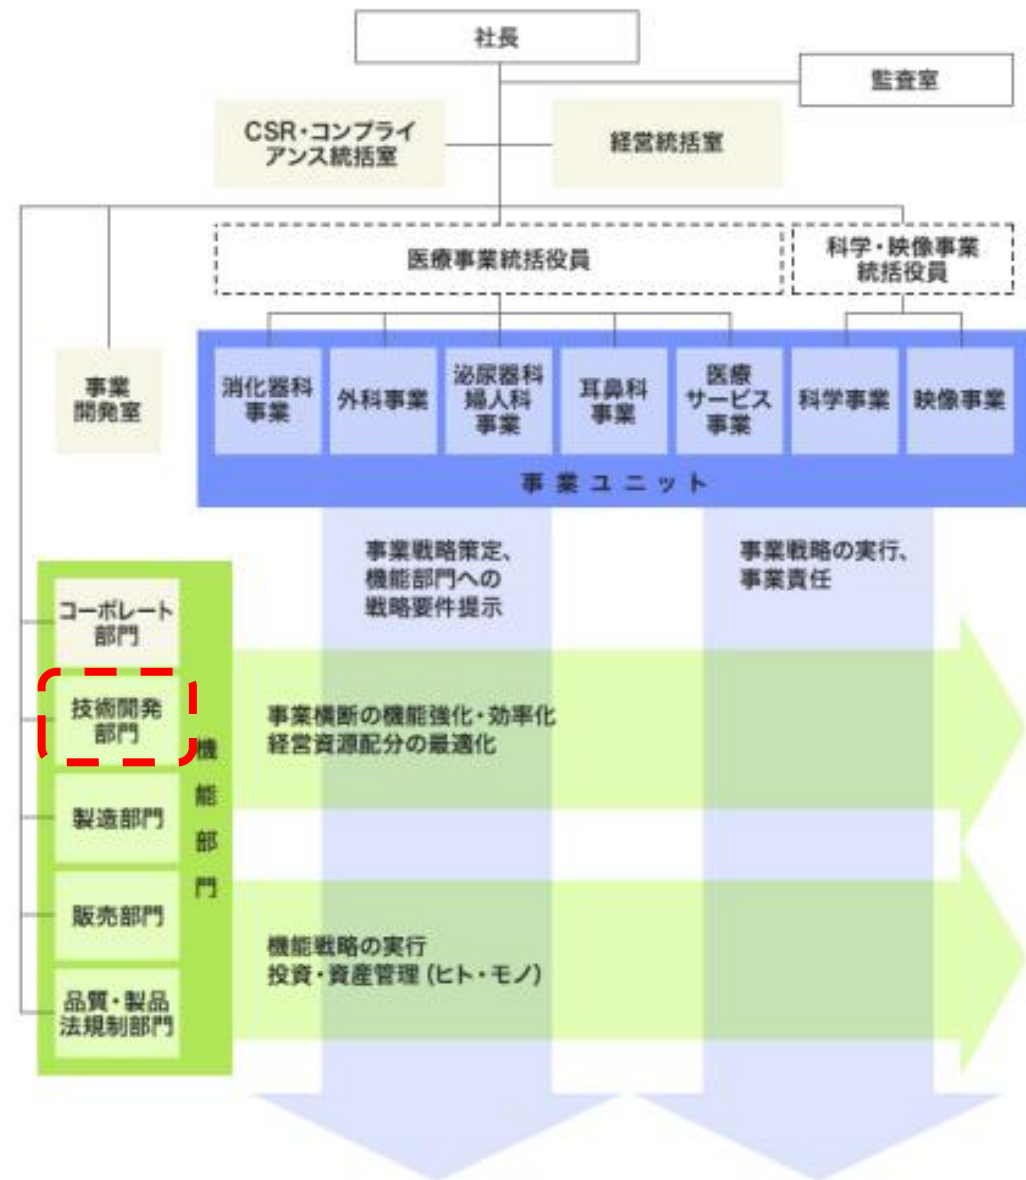 社長
監査室
CSR・コンプライ
アンス統括室
経営統括室
医療事業統括役員
科学・映像事業
統括役員
事業
開発室
消化器科
事業
外科事業
泌尿器科
婦人科
事業
耳鼻科
事業
医療
サービス
事業
科学事業
映像事業
事業ユニット
事業戦略策定、
機能部門への
戦略要件提示
事業戦略の実行、
事業責任
コーポレート
部門
技術開発
部門
製造部門
販売部門
品質・製品
法規制部門
機能部門
事業横断の機能強化・効率化
経営資源配分の最適化
機能戦略の実行
投資・資産管理(ヒト・モノ)